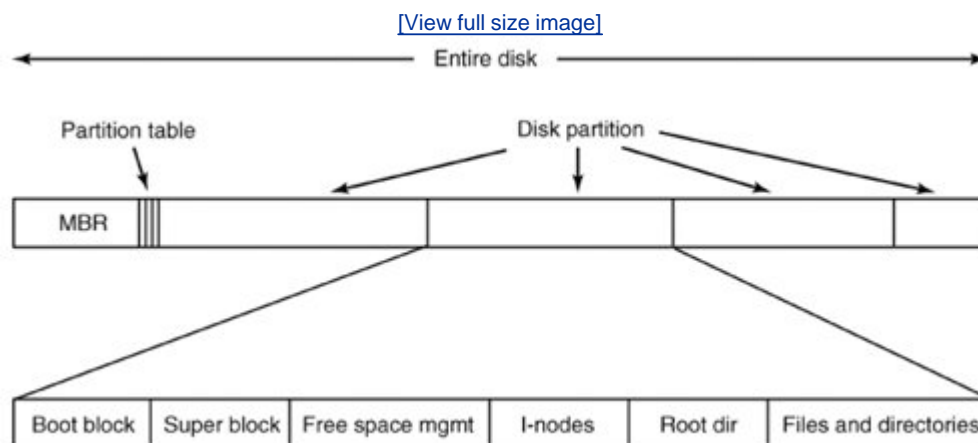 [View full size image]
Entire disk
Partition table
Disk partition
MBR
Boot block
Super block
Free space mgmt
I-nodes
Root dir
Files and directories